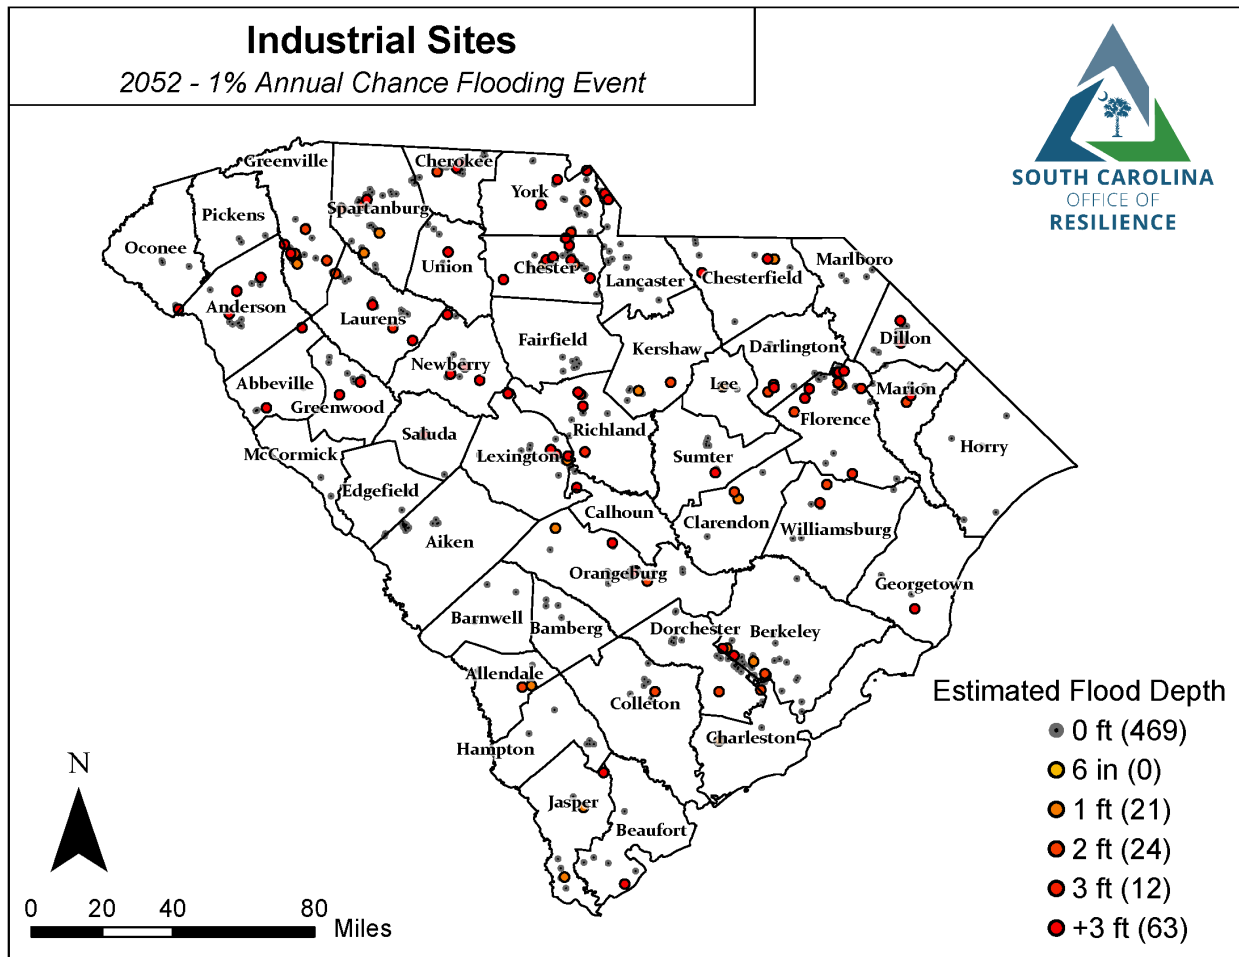 Industrial Sites
2052 - 1% Annual Chance Flooding Event
SOUTH CAROLINA
OFFICE OF
RESILIENCE
Greenville
Cherokee
York
Pickens
Spartanburg
Oconee
Union
Chester
Lancaster
Chesterfield
Marlboro
Anderson
Laurens
Fairfield
Kershaw
Darlington
Dillon
Newberry
Abbeville
Greenwood
Lee
Marion
Florence
Saluda
Richland
Horry
McCormick
Lexington
Sumter
Edgefield
Calhoun
Clarendon
Williamsburg
Aiken
Orangeburg
Georgetown
Barnwell
Bamberg
Dorchester
Berkeley
Allendale
Colleton
Hampton
Charleston
Jasper
Beaufort
Estimated Flood Depth
0 ft (469)
6 in (0)
1 ft (21)
2 ft (24)
3 ft (12)
+3 ft (63)
N
0 20 40 80
Miles